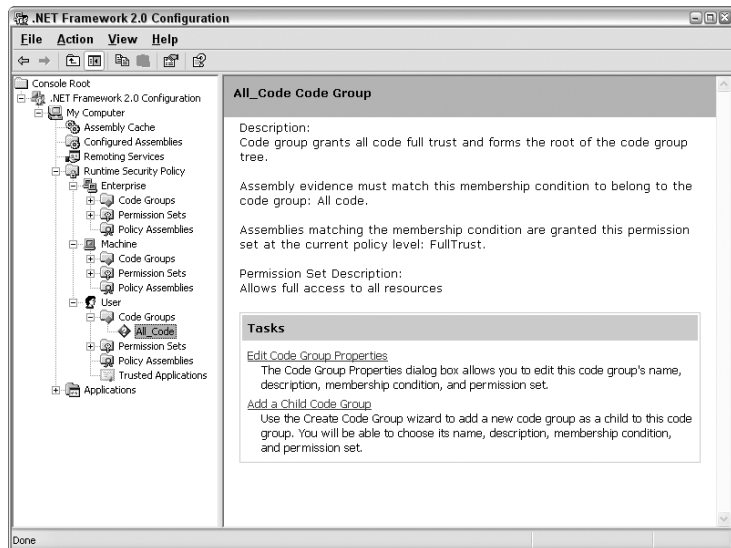 .NET Framework 2.0 Configuration
File Action View Help
Console Root
.NET Framework 2.0 Configuration
My Computer
Assembly Cache
Configured Assemblies
Remoting Services
Runtime Security Policy
Enterprise
Code Groups
Permission Sets
Policy Assemblies
Machine
Code Groups
Permission Sets
Policy Assemblies
User
Code Groups
All_Code
Permission Sets
Policy Assemblies
Trusted Applications
Applications
All_Code Code Group
Description:
Code group grants all code full trust and forms the root of the code group
tree.
Assembly evidence must match this membership condition to belong to the
code group: All code.
Assemblies matching the membership condition are granted this permission
set at the current policy level: FullTrust.
Permission Set Description:
Allows full access to all resources
Tasks
Edit Code Group Properties
The Code Group Properties dialog box allows you to edit this code group's name,
description, membership condition, and permission set.
Add a Child Code Group
Use the Create Code Group wizard to add a new code group as a child to this code
group. You will be able to choose its name, description, membership condition,
and permission set.
Done